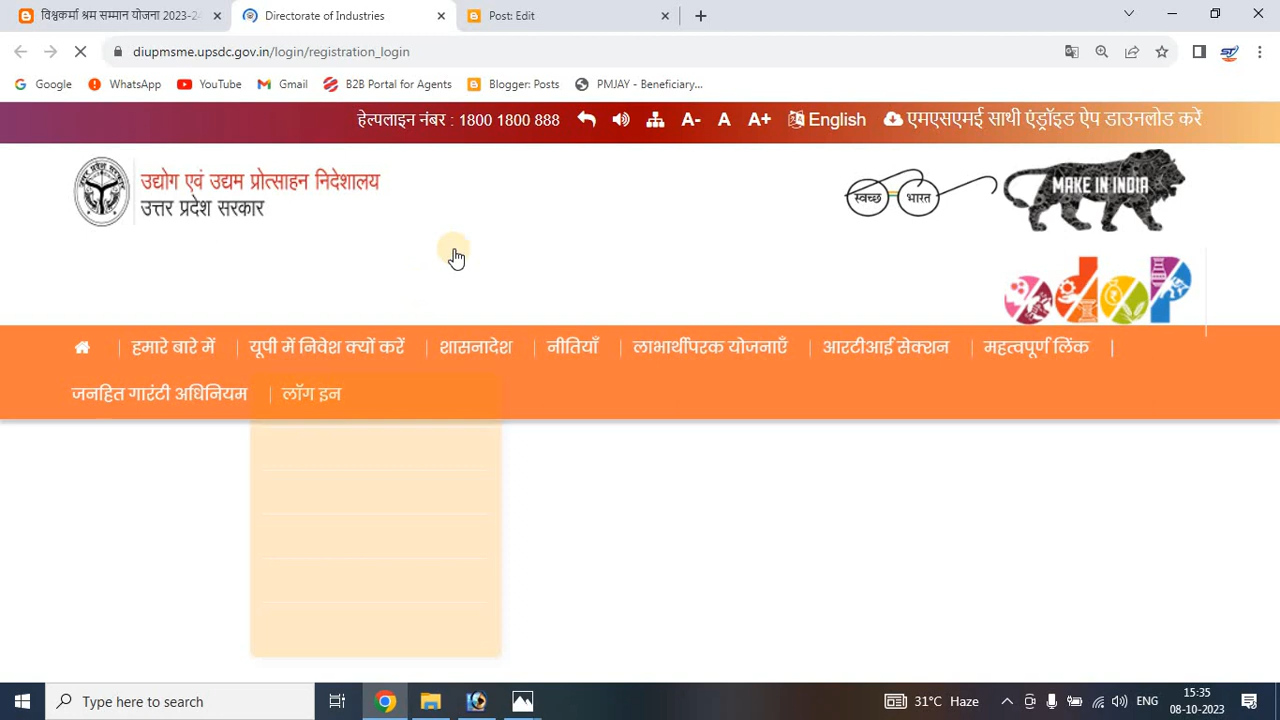 विश्वकर्मा श्रम सम्मान योजना 2023-24
Directorate of Industries
Post: Edit
diupmsme.upsdc.gov.in/login/registration_login
Google
WhatsApp
YouTube
Gmail
B2B Portal for Agents
Blogger: Posts
PMJAY - Beneficiary...
हेल्पलाइन नंबर : 1800 1800 888
A-
A
A+
English
एमएसएमई साथी एंड्रॉइड ऐप डाउनलोड करें
उद्योग एवं उद्यम प्रोत्साहन निदेशालय
उत्तर प्रदेश सरकार
स्वच्छ भारत
MAKE IN INDIA
odop
हमारे बारे में
यूपी में निवेश क्यों करें
शासनादेश
नीतियाँ
लाभार्थीपरक योजनाएँ
आरटीआई सेक्शन
महत्वपूर्ण लिंक
जनहित गारंटी अधिनियम
लॉग इन
Type here to search
31°C Haze
ENG
15:35
08-10-2023